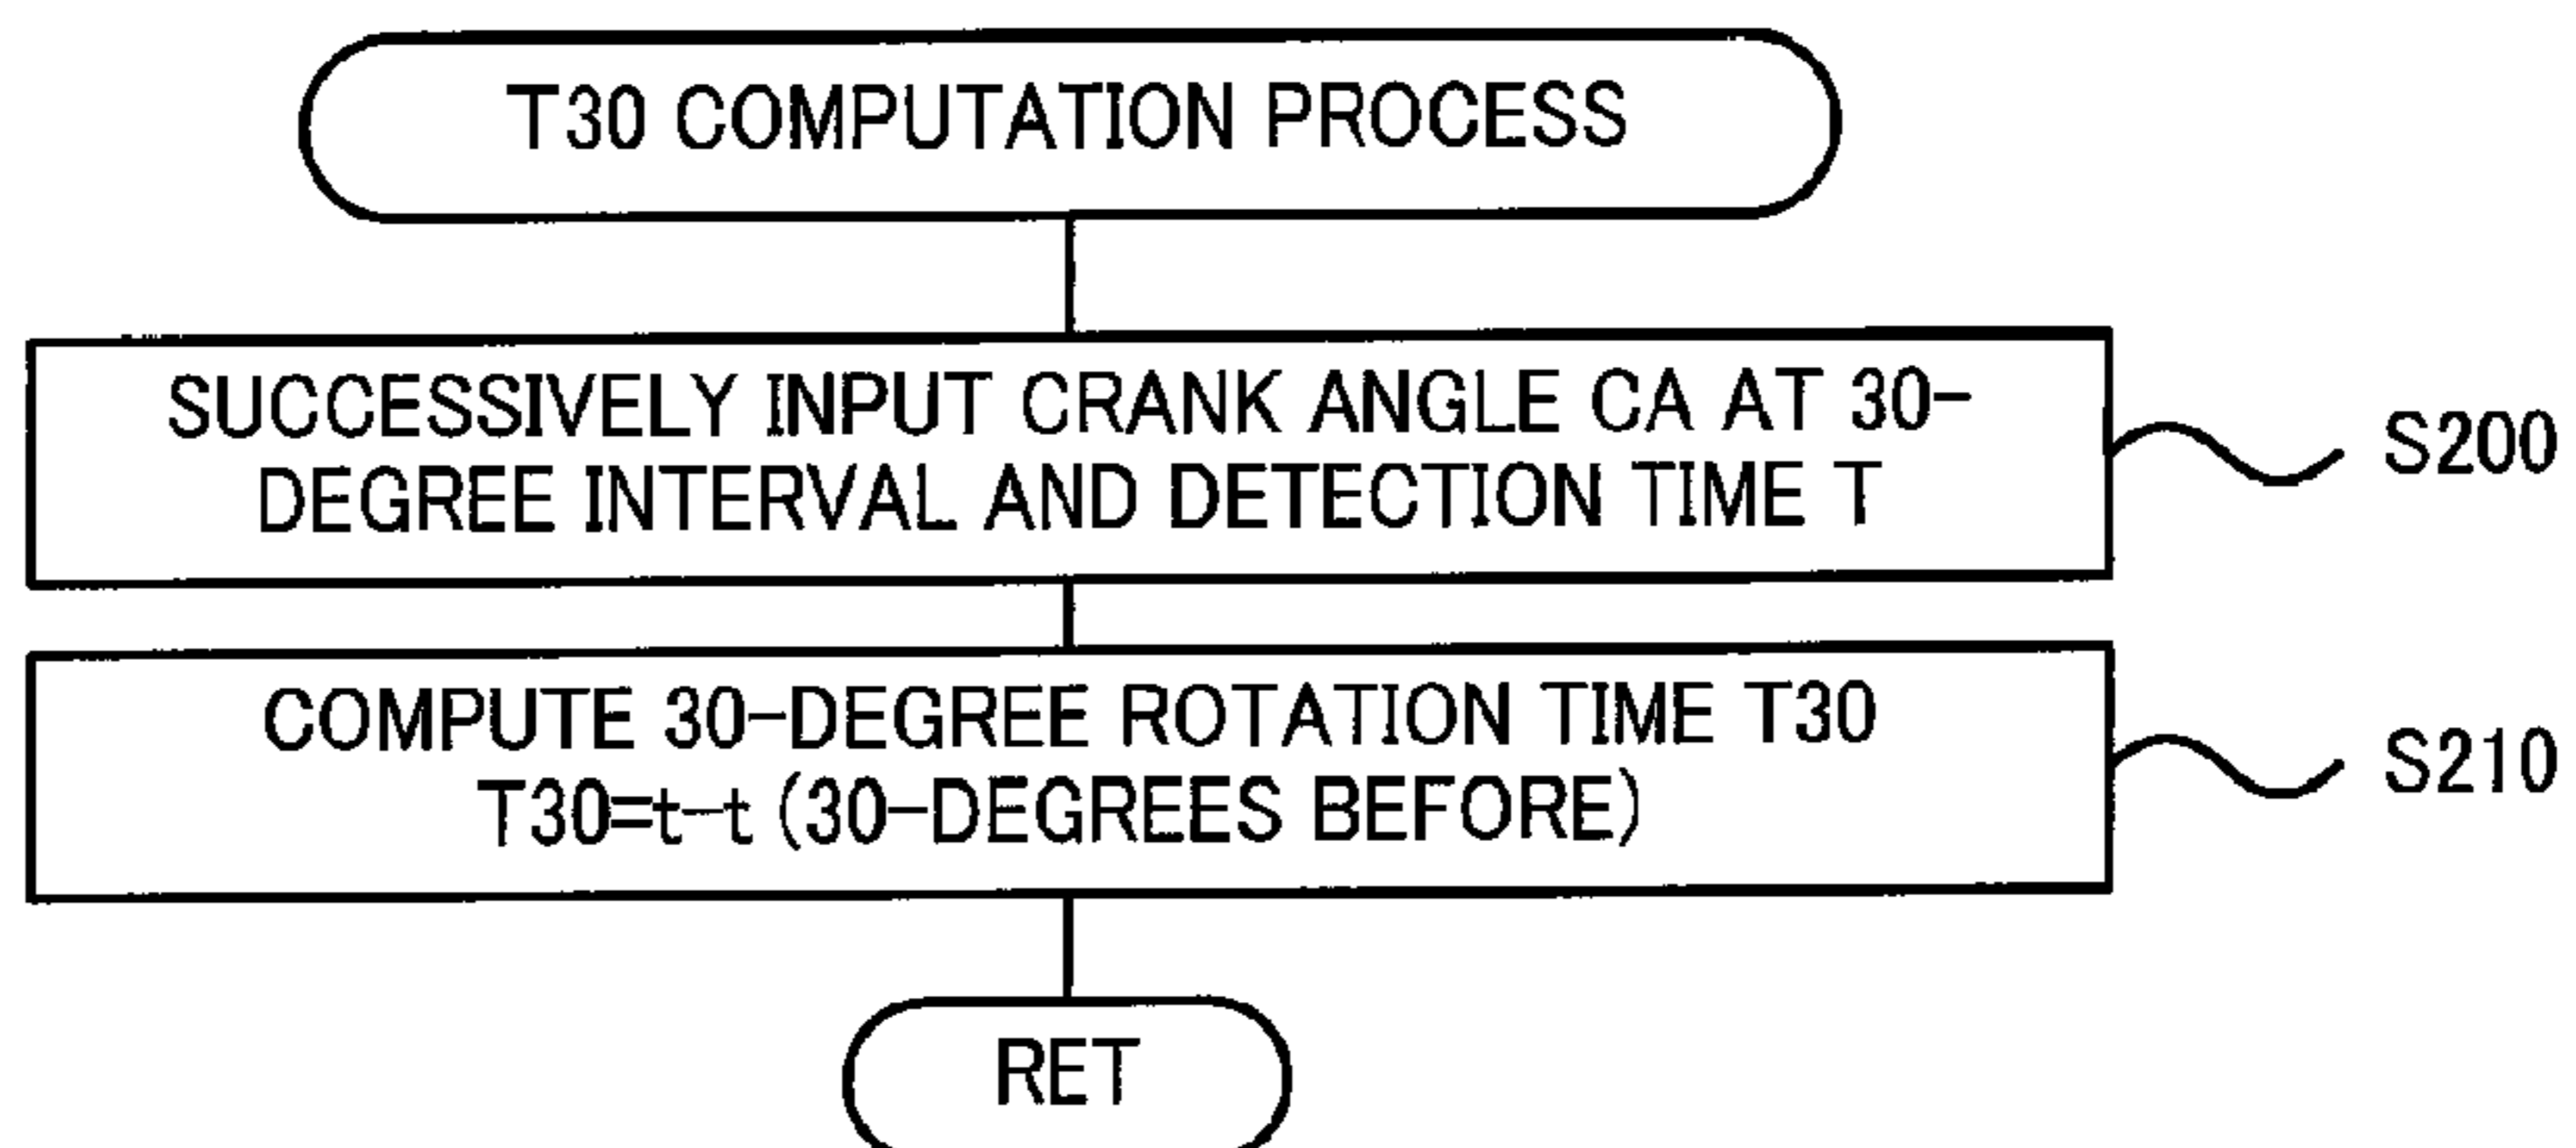 T30 COMPUTATION PROCESS
SUCCESSIVELY INPUT CRANK ANGLE CA AT 30-
DEGREE INTERVAL AND DETECTION TIME T
S200
COMPUTE 30-DEGREE ROTATION TIME T30
T30=t-t (30-DEGREES BEFORE)
S210
RET